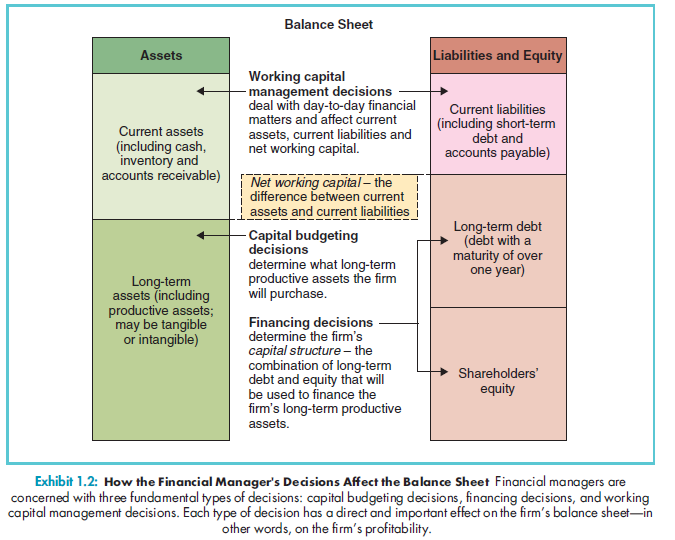 Balance Sheet
Assets
Liabilities and Equity
Working capital
management decisions
deal with day-to-day financial
matters and affect current
assets, current liabilities and
net working capital.
Current assets
(including cash,
inventory and
accounts receivable)
Current liabilities
(including short-term
debt and
accounts payable)
Net working capital – the
difference between current
assets and current liabilities
Capital budgeting
decisions
determine what long-term
productive assets the firm
will purchase.
Long-term debt
(debt with a
maturity of over
one year)
Long-term
assets (including
productive assets;
may be tangible
or intangible)
Financing decisions
determine the firm's
capital structure – the
combination of long-term
debt and equity that will
be used to finance the
firm's long-term productive
assets.
Shareholders'
equity
Exhibit 1.2: How the Financial Manager's Decisions Affect the Balance Sheet Financial managers are
concerned with three fundamental types of decisions: capital budgeting decisions, financing decisions, and working
capital management decisions. Each type of decision has a direct and important effect on the firm's balance sheet—in
other words, on the firm's profitability.